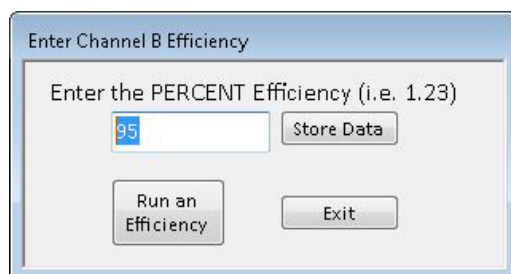 Enter Channel B Efficiency
Enter the PERCENT Efficiency (i.e. 1.23)
95
Store Data
Run an
Efficiency
Exit